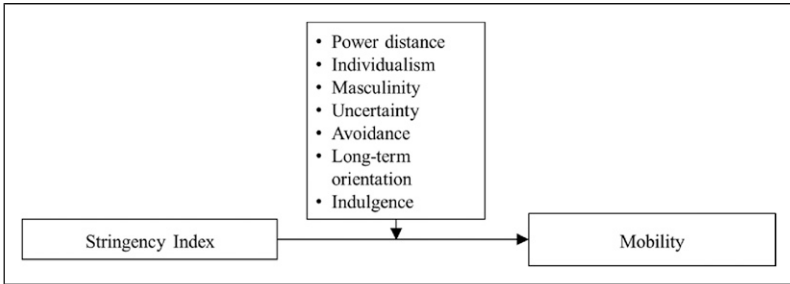 • Power distance
• Individualism
• Masculinity
• Uncertainty
• Avoidance
• Long-term
orientation
• Indulgence
Stringency Index
Mobility